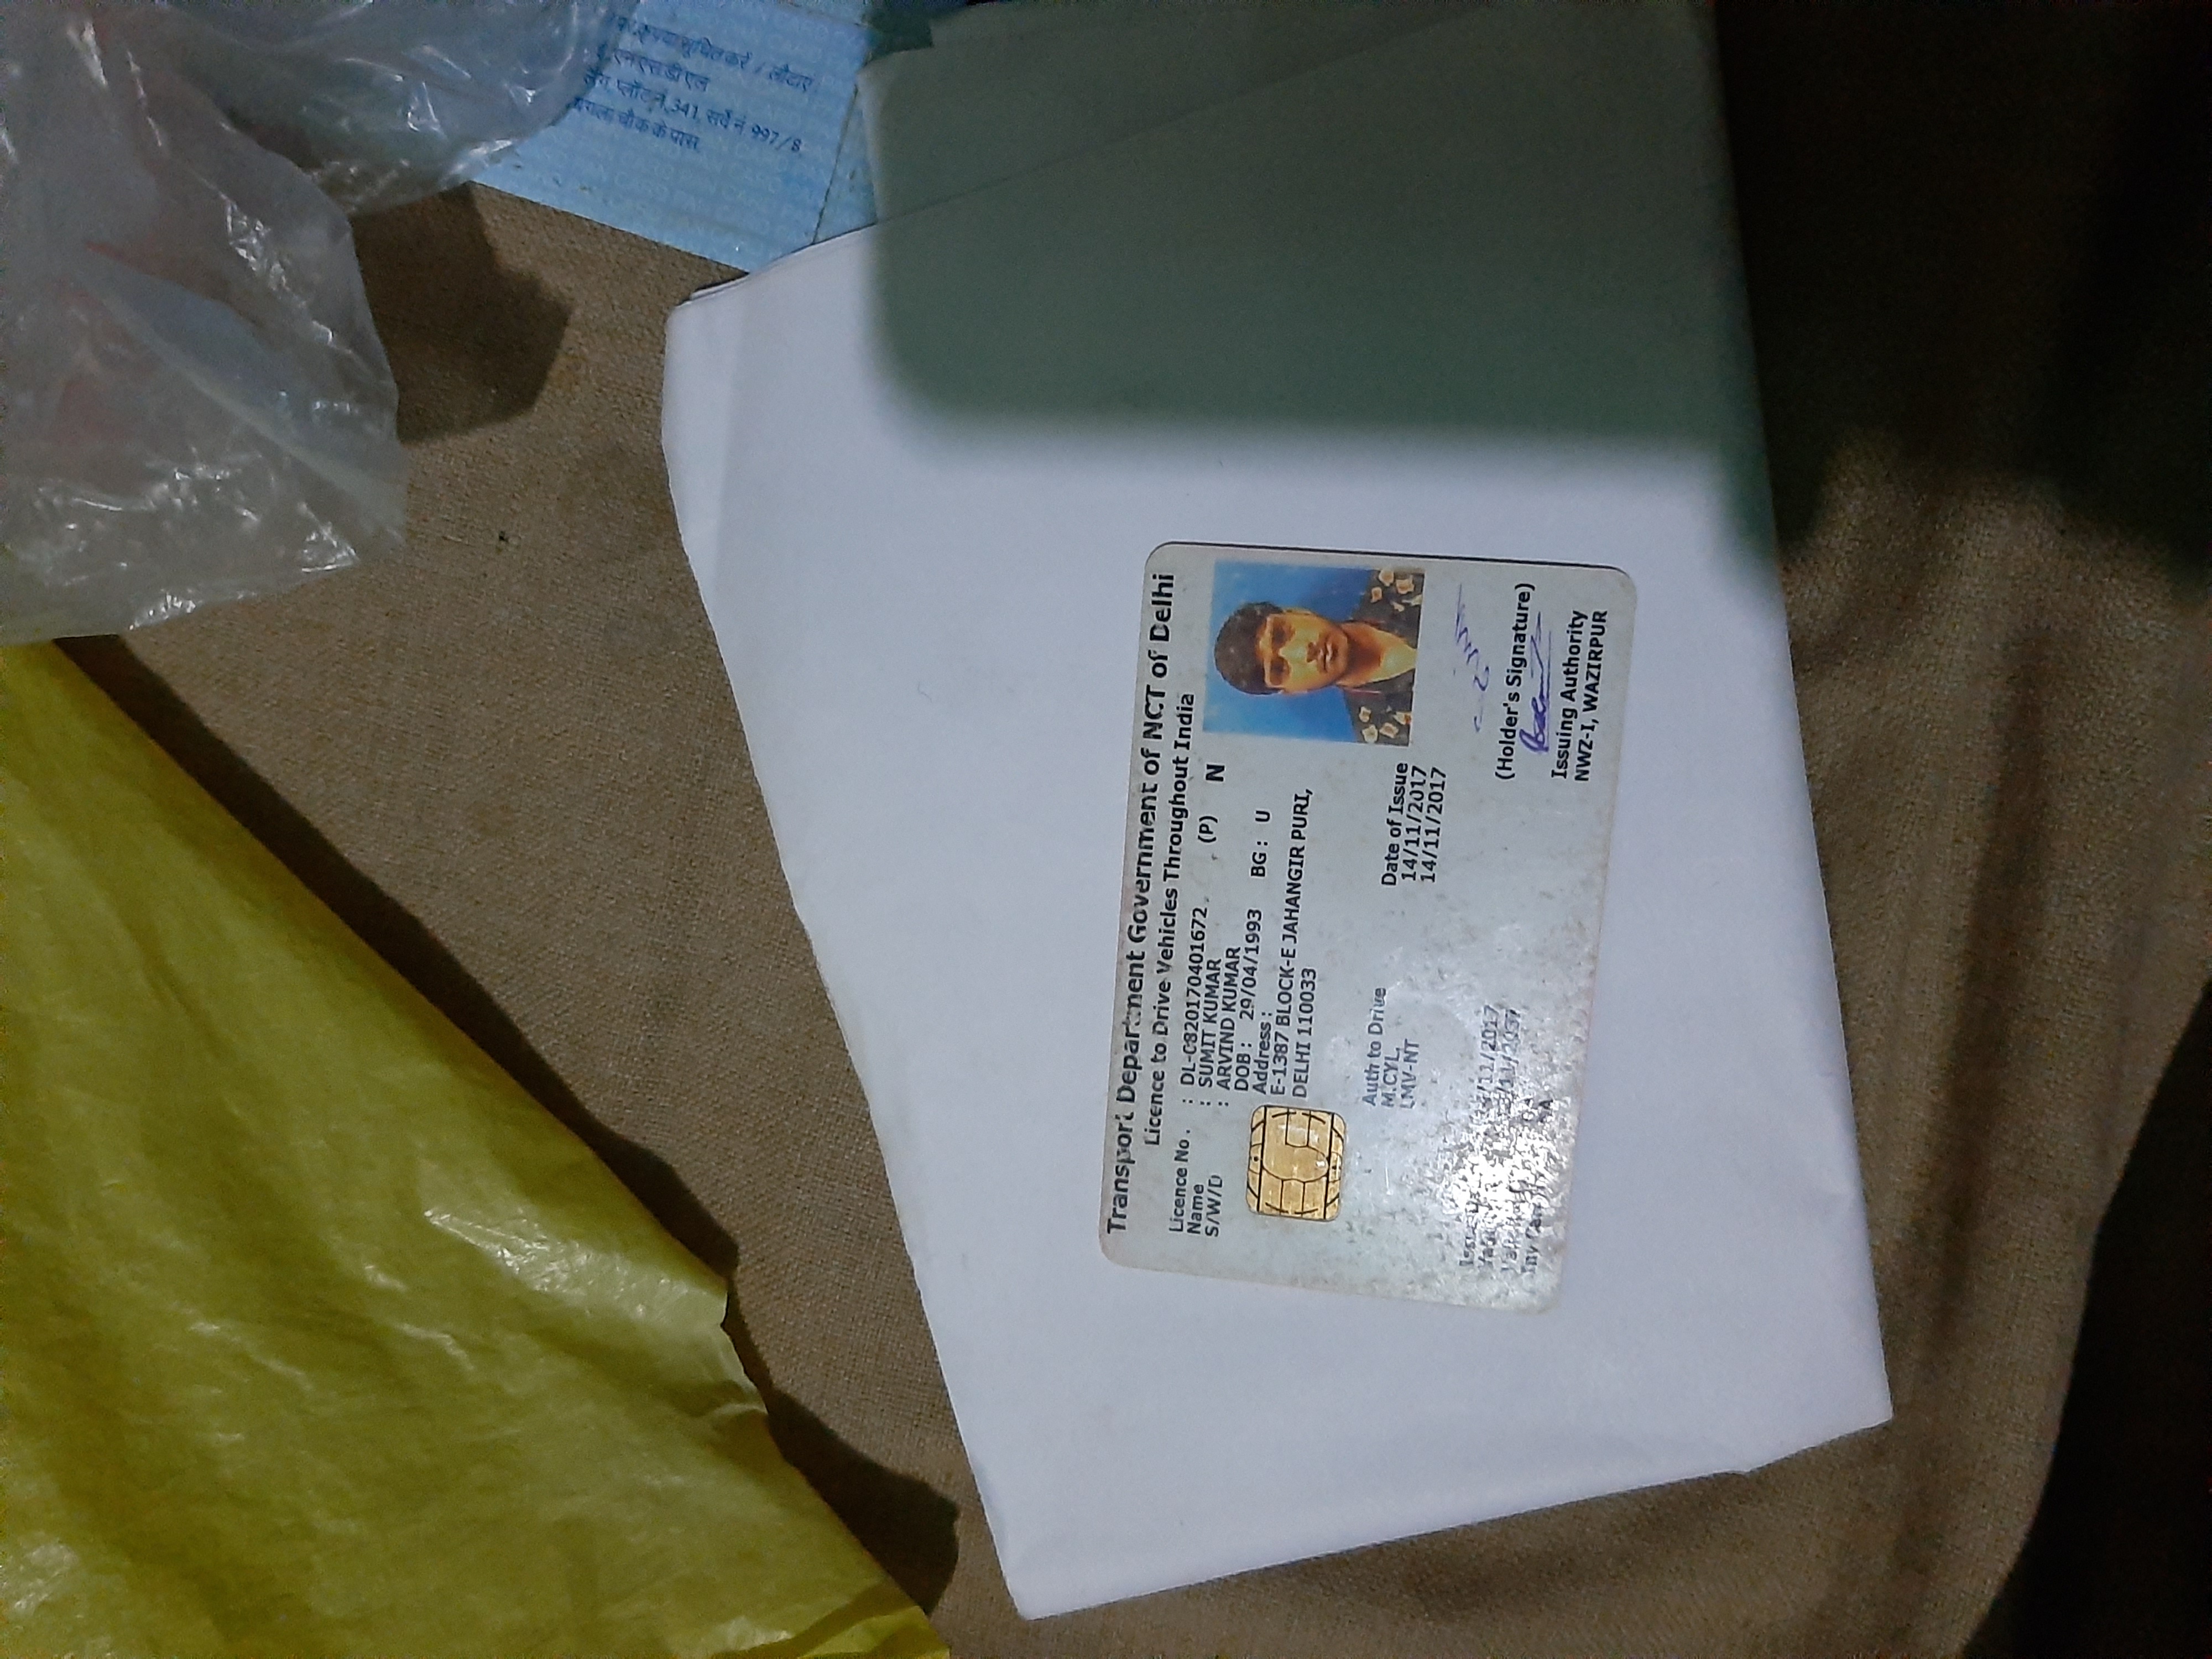 Transport Department Government of NCT of Delhi
Licence to Drive Vehicles Throughout India
Licence No. : DL-0820170401672 (P) N
Name : SUMIT KUMAR
S/W/D : ARVIND KUMAR
DOB : 29/04/1993 BG : U
Address :
E-1387 BLOCK-E JAHANGIR PURI,
DELHI 110033
Auth to Drive Date of Issue
M.CYL. 14/11/2017
LMV-NT 14/11/2017
(Holder's Signature)
Issuing Authority
NWZ-I, WAZIRPUR